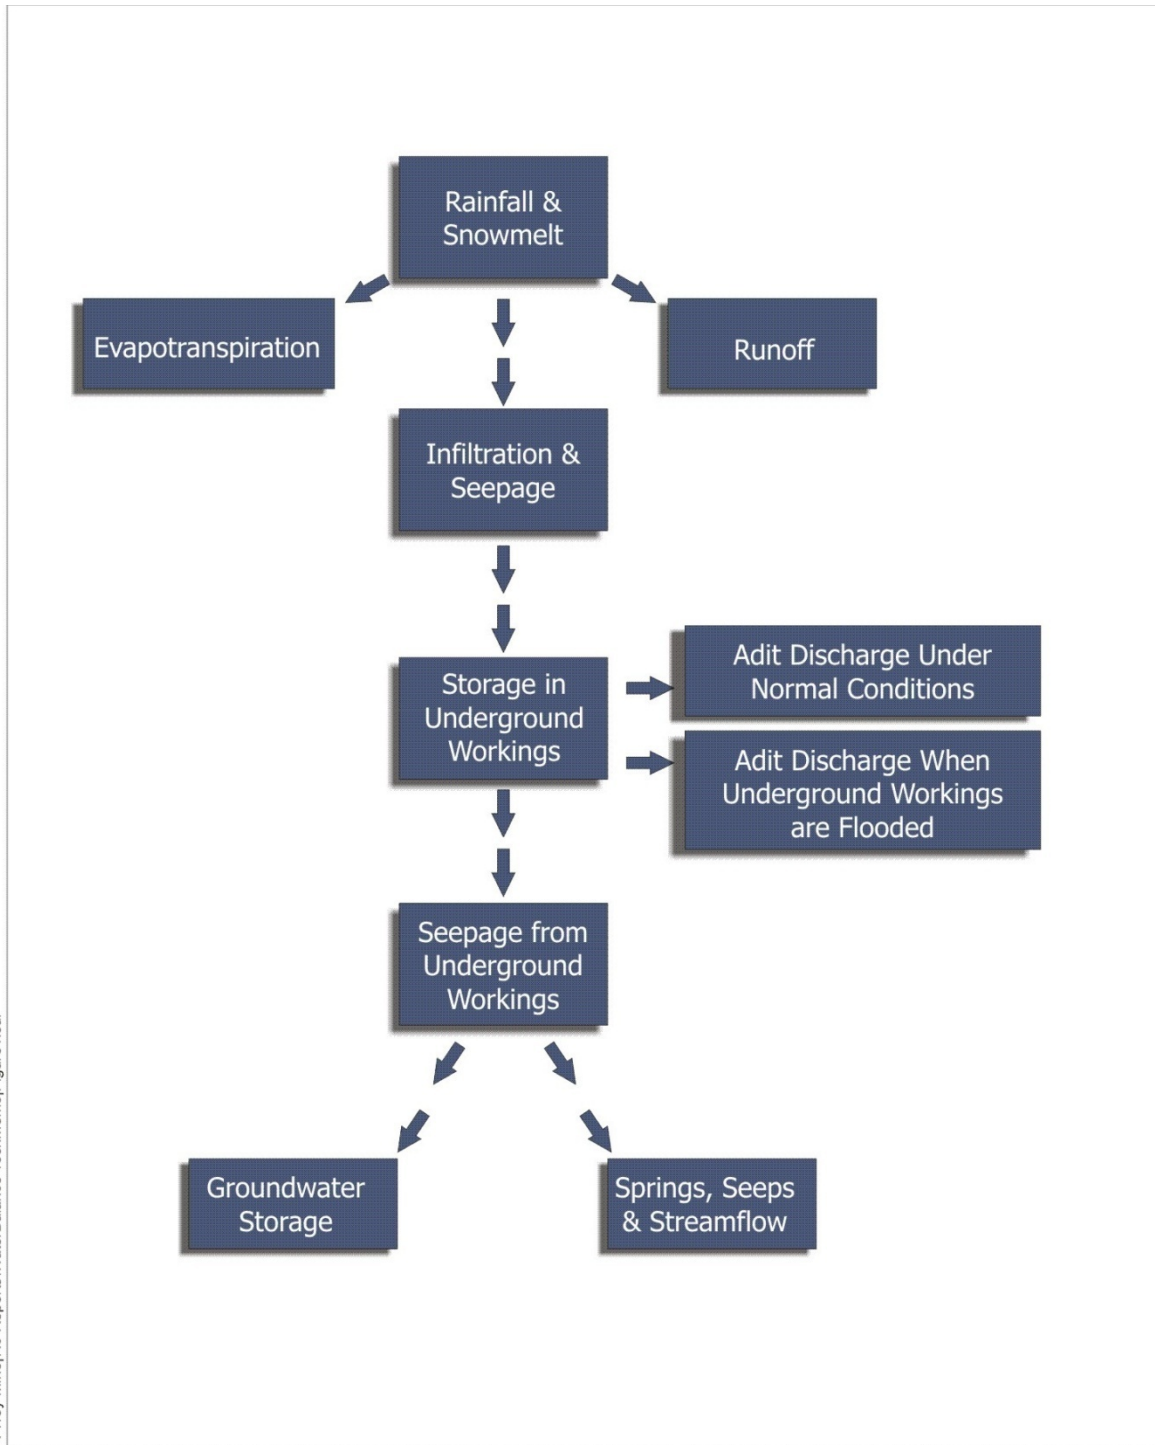 Rainfall &
Snowmelt
Evapotranspiration
Runoff
Infiltration &
Seepage
Storage in
Underground
Workings
Adit Discharge Under
Normal Conditions
Adit Discharge When
Underground Workings
are Flooded
Seepage from
Underground
Workings
Groundwater
Storage
Springs, Seeps
& Streamflow